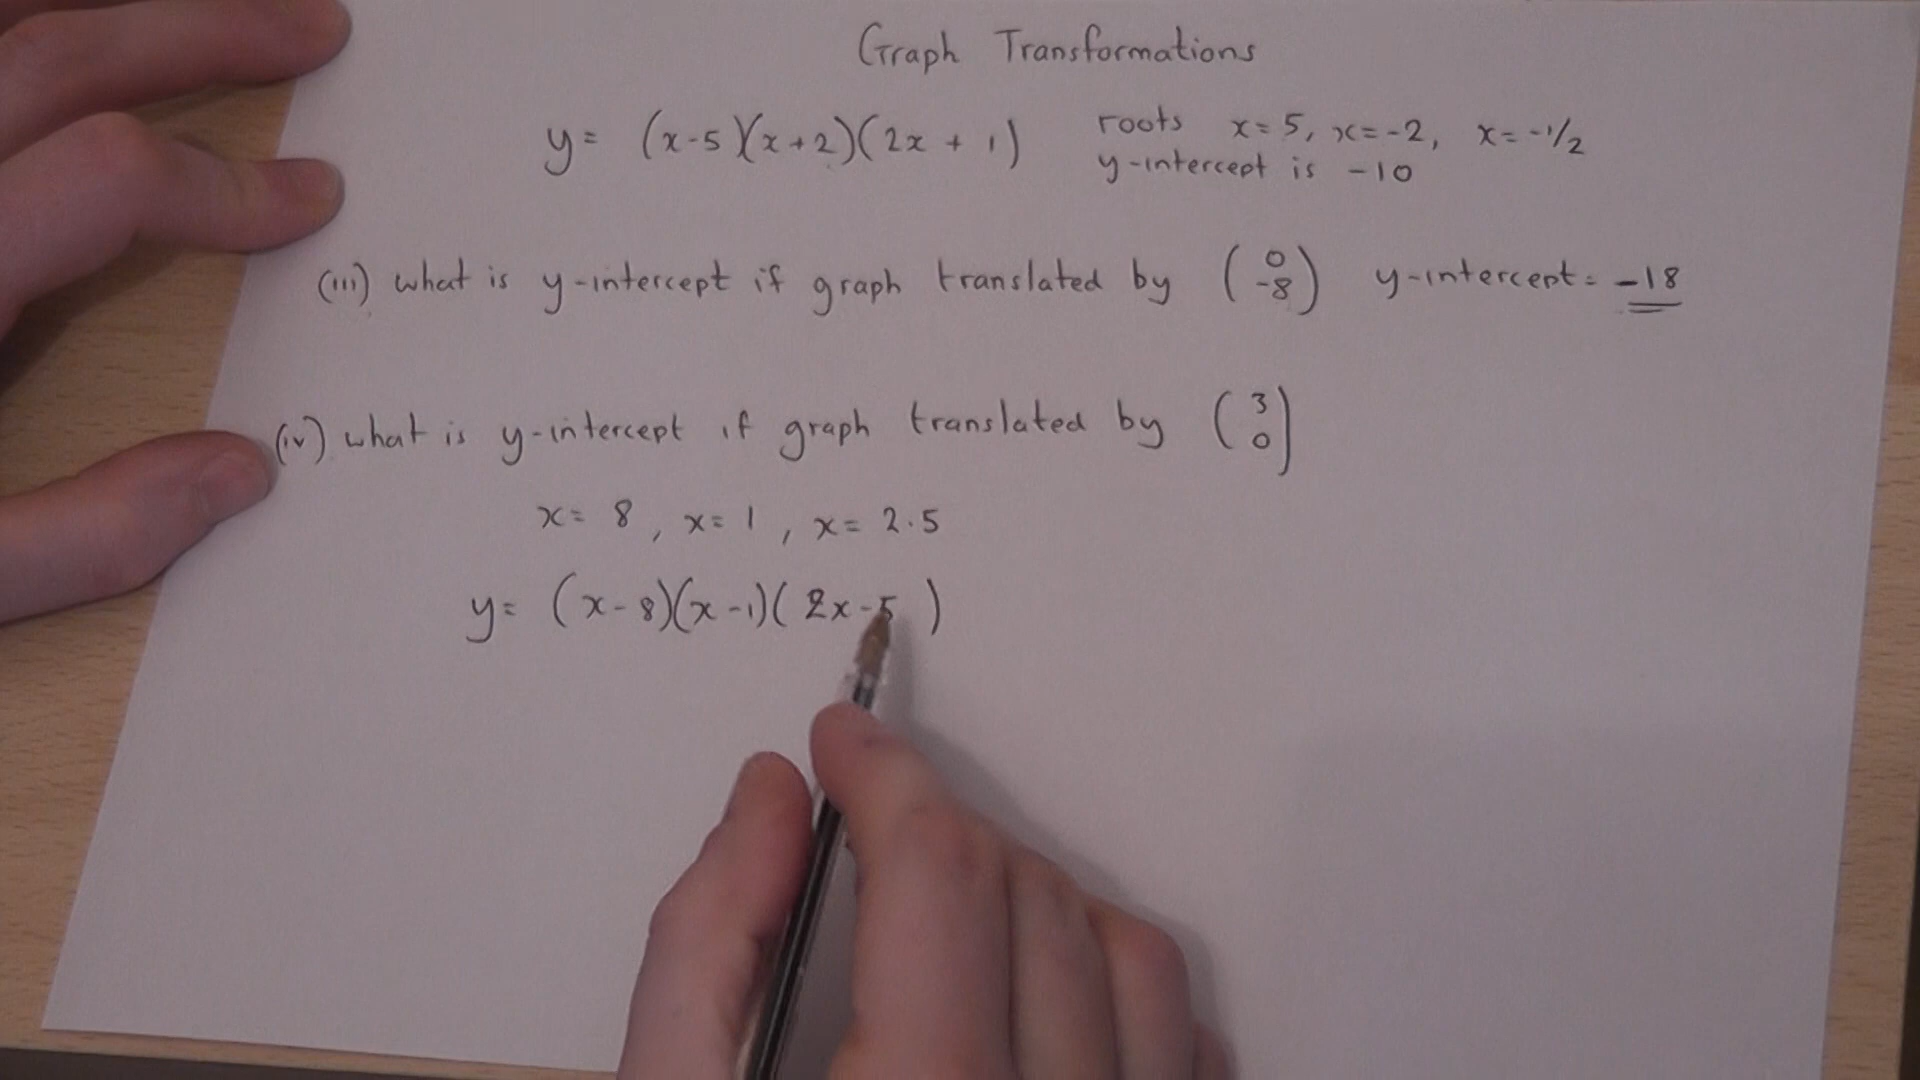 Graph Transformations
y= (x-5)(x+2)(2x + 1) roots x=5, x=-2, x=-1/2
y-intercept is -10
(iii) what is y-intercept if graph translated by (0 -8) y-intercept= -18
(iv) what is y-intercept if graph translated by (3 0)
x= 8, x=1, x=2.5
y= (x-8)(x-1)(2x-5)